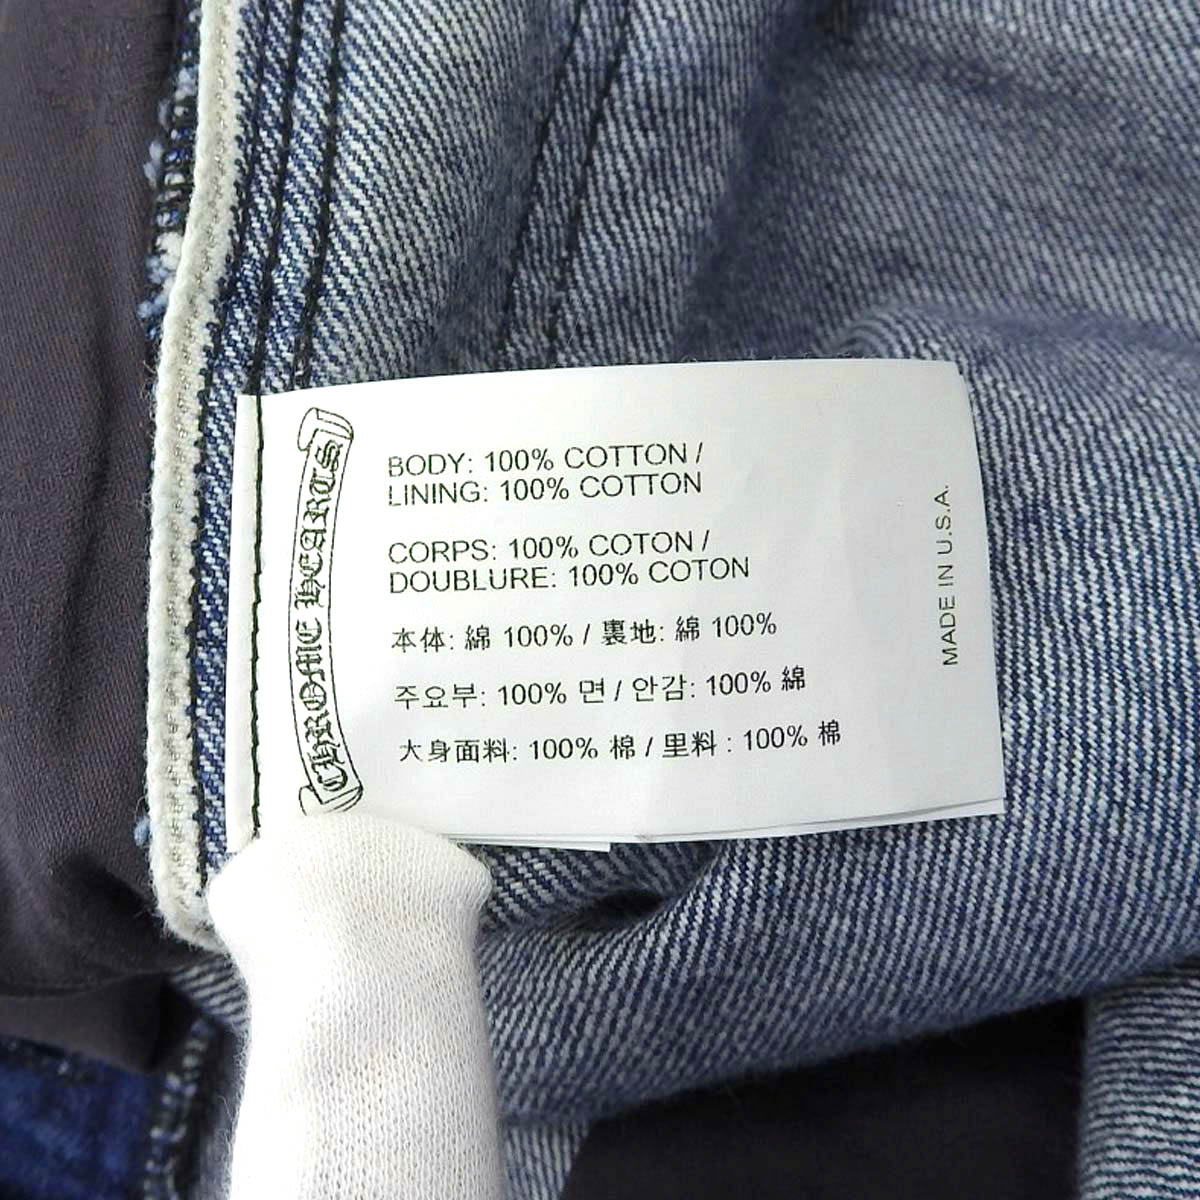 CHROME HEARTS
BODY: 100% COTTON /
LINING: 100% COTTON
CORPS: 100% COTON /
DOUBLURE: 100% COTON
本体: 綿 100% / 裏地: 綿 100%
주요부: 100% 면 / 안감: 100% 綿
大身面料: 100% 棉 / 里料 : 100% 棉
MADE IN U.S.A.